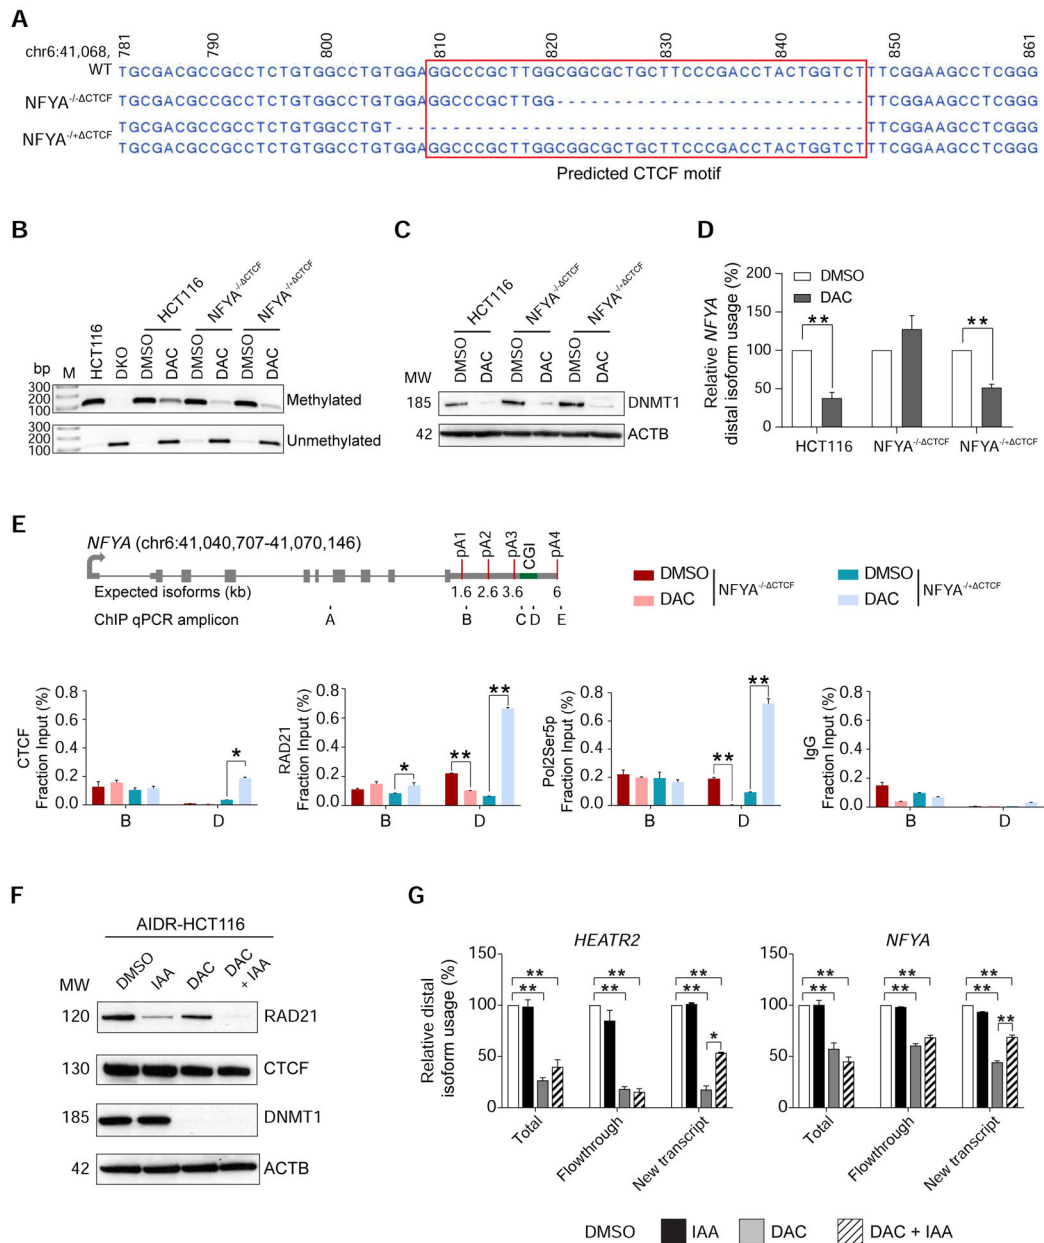 A
chr6:41,068,
781 790 800 810 820 830 840 850 861
WT TGCGACGCCGCCTCTGTGGCCTGTGGAGGCCCGCTTGGCGGCGCTGCTTCCCGACCTACTGGTCTTTCGGAAGCCTCGGG
NFYA-/-ΔCTCF TGCGACGCCGCCTCTGTGGCCTGTGGAGGCCCGCTTGG---------------------------TTCGGAAGCCTCGGG
NFYA-/+ΔCTCF
TGCGACGCCGCCTCTGTGGCCTGT-----------------------------------------TTCGGAAGCCTCGGG
TGCGACGCCGCCTCTGTGGCCTGTGGAGGCCCGCTTGGCGGCGCTGCTTCCCGACCTACTGGTCTTTCGGAAGCCTCGGG
Predicted CTCF motif
B
HCT116 NFYA-/-ΔCTCF NFYA-/+ΔCTCF
bp M HCT116 DKO DMSO DAC DMSO DAC DMSO DAC
300
200
100
Methylated
300
200
100
Unmethylated
C
HCT116 NFYA-/-ΔCTCF NFYA-/+ΔCTCF
MW DMSO DAC DMSO DAC DMSO DAC
185 DNMT1
42 ACTB
D
Relative NFYA
distal isoform usage (%)
200
150
100
50
0
DMSO
DAC
** **
HCT116 NFYA-/-ΔCTCF NFYA-/+ΔCTCF
E
NFYA (chr6:41,040,707-41,070,146)
pA1 pA2 pA3 CGI pA4
Expected isoforms (kb) 1.6 2.6 3.6 6
ChIP qPCR amplicon A B C D E
DMSO
DAC
NFYA-/-ΔCTCF
DMSO
DAC
NFYA-/+ΔCTCF
CTCF
Fraction Input (%)
0.8
0.6
0.4
0.2
0.0
*
B D
RAD21
Fraction Input (%)
0.8
0.6
0.4
0.2
0.0
* ** **
B D
Pol2Ser5p
Fraction Input (%)
0.8
0.6
0.4
0.2
0.0
** **
B D
IgG
Fraction Input (%)
0.8
0.6
0.4
0.2
0.0
B D
F
AIDR-HCT116
MW DMSO IAA DAC DAC + IAA
120 RAD21
130 CTCF
185 DNMT1
42 ACTB
G
Relative distal
isoform usage (%)
HEATR2
150
100
50
0
** ** **
** ** **
*
Total Flowthrough New transcript
NFYA
150
100
50
0
** ** **
** ** **
**
Total Flowthrough New transcript
DMSO IAA DAC DAC + IAA